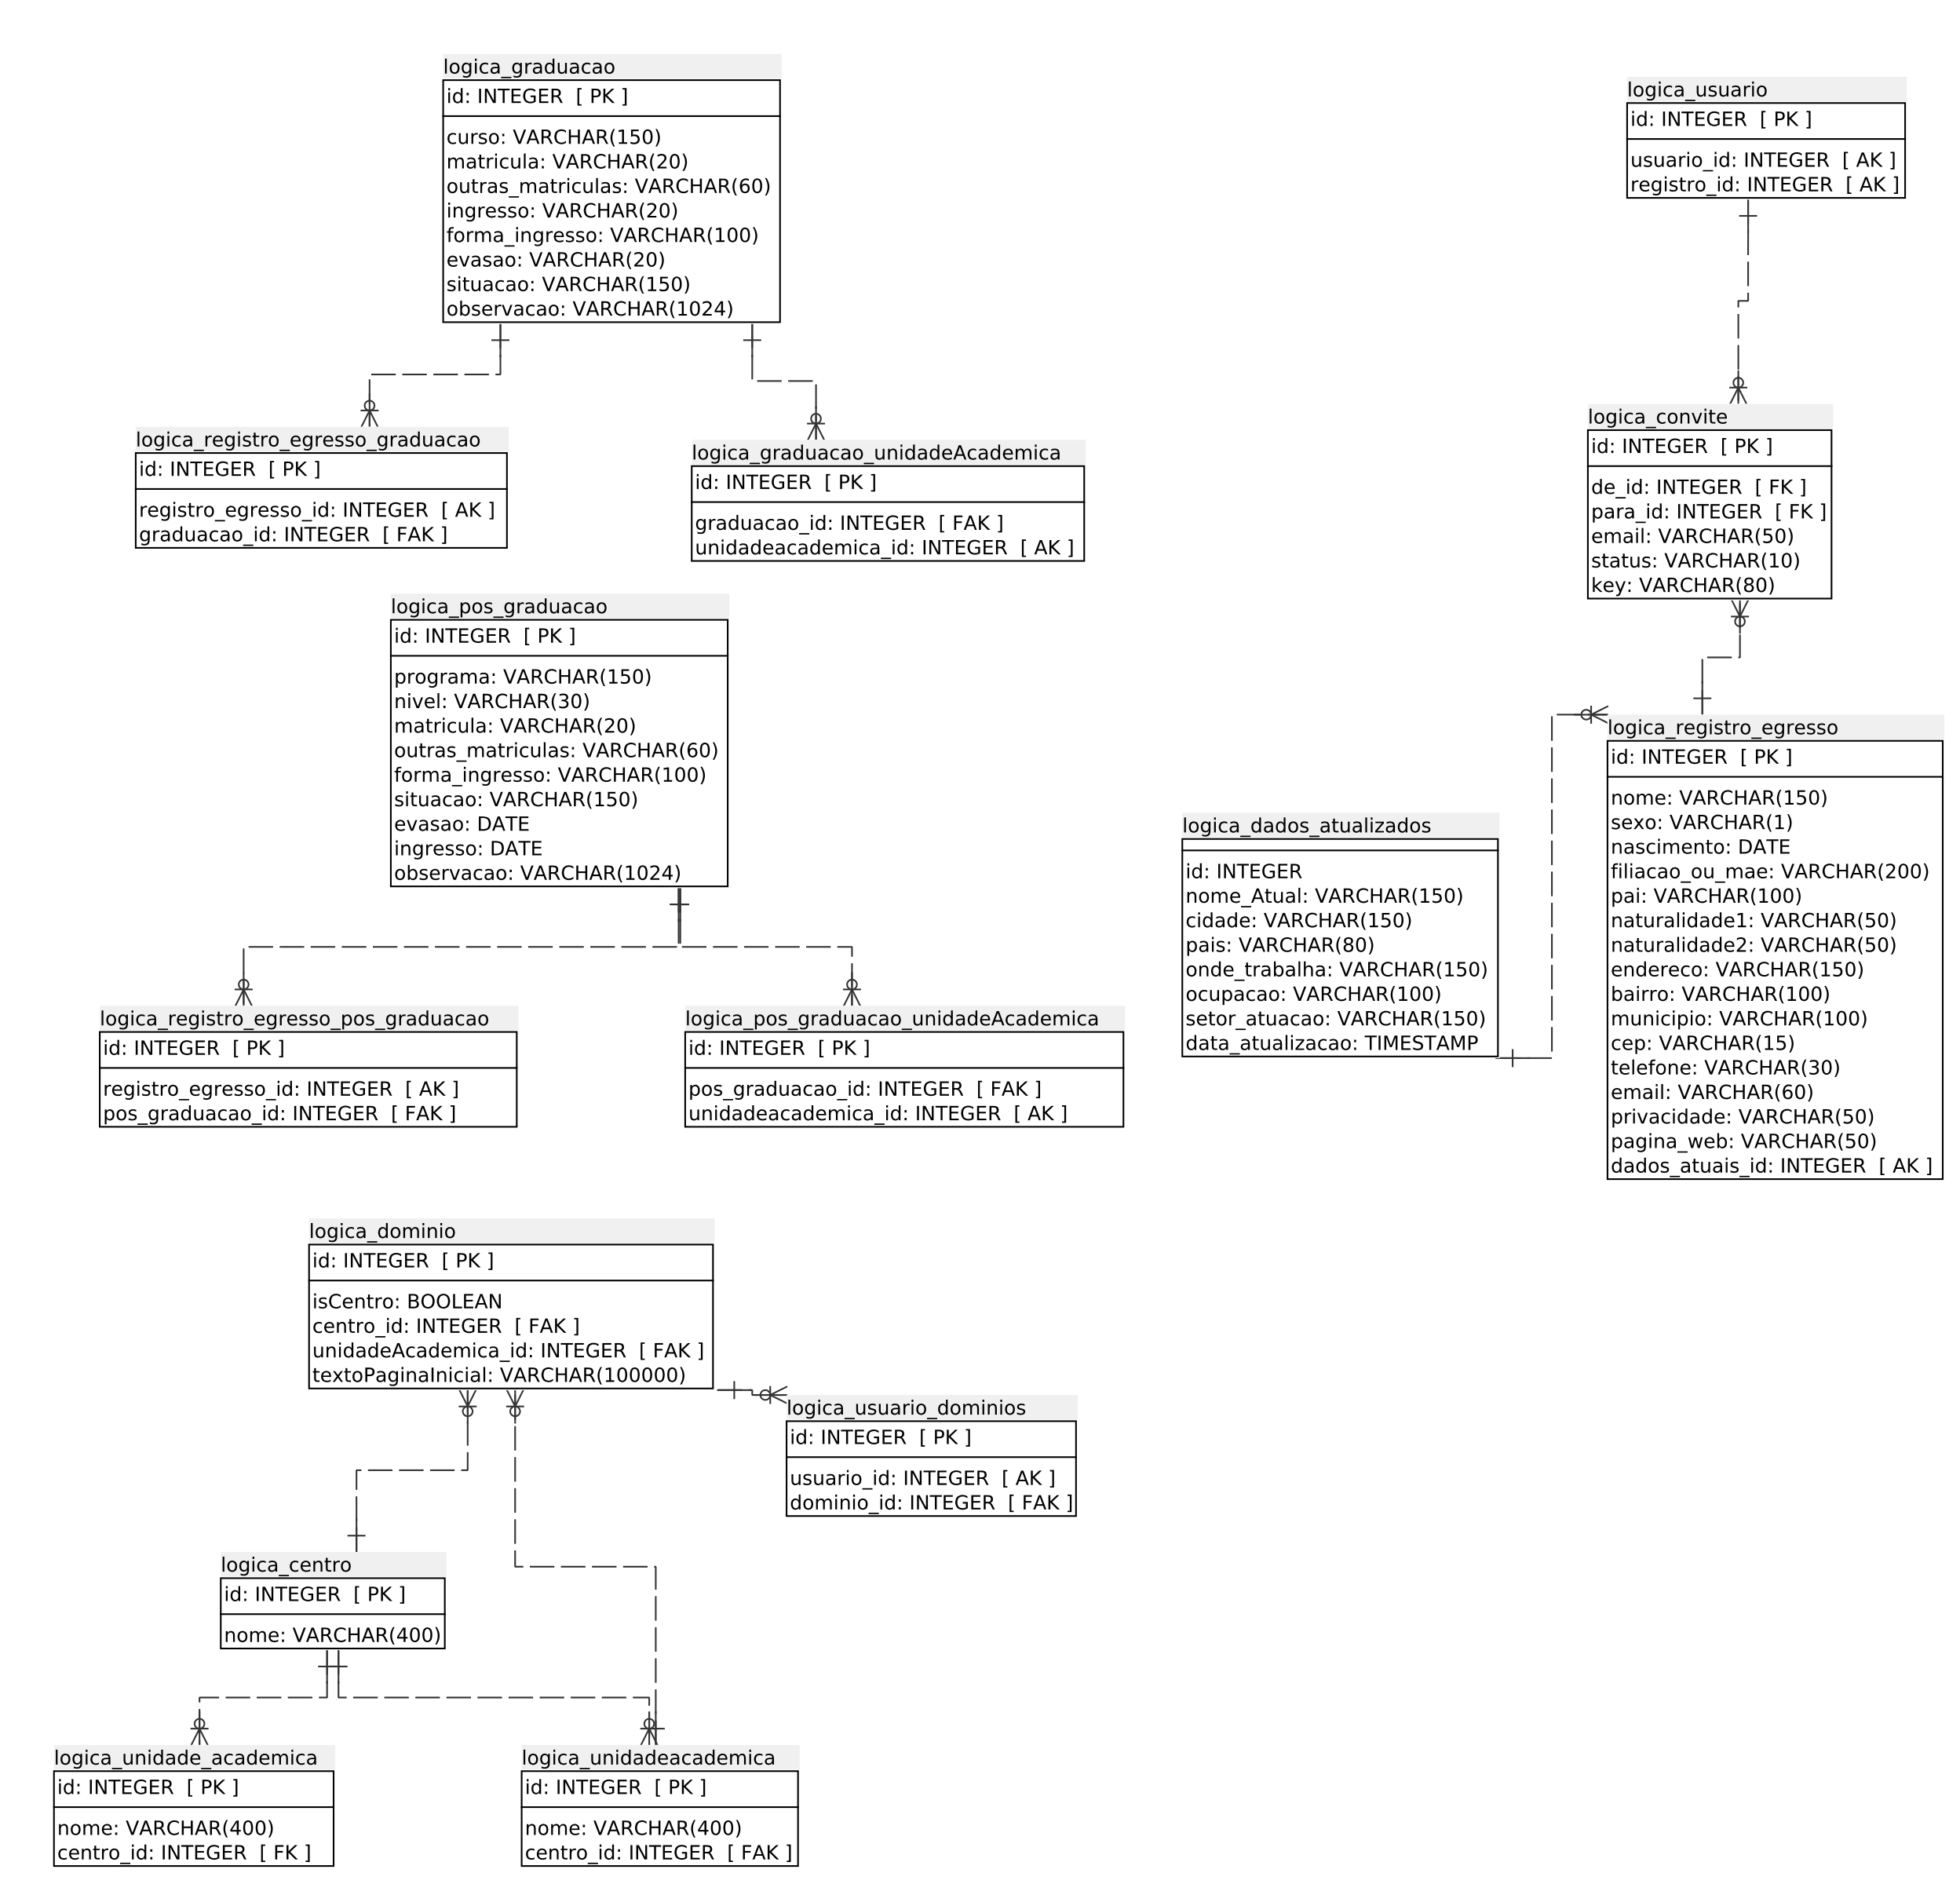 logica_graduacao
id: INTEGER  [ PK ]
curso: VARCHAR(150)
matricula: VARCHAR(20)
outras_matriculas: VARCHAR(60)
ingresso: VARCHAR(20)
forma_ingresso: VARCHAR(100)
evasao: VARCHAR(20)
situacao: VARCHAR(150)
observacao: VARCHAR(1024)
logica_usuario
id: INTEGER  [ PK ]
usuario_id: INTEGER  [ AK ]
registro_id: INTEGER  [ AK ]
logica_registro_egresso_graduacao
id: INTEGER  [ PK ]
registro_egresso_id: INTEGER  [ AK ]
graduacao_id: INTEGER  [ FAK ]
logica_graduacao_unidadeAcademica
id: INTEGER  [ PK ]
graduacao_id: INTEGER  [ FAK ]
unidadeacademica_id: INTEGER  [ AK ]
logica_convite
id: INTEGER  [ PK ]
de_id: INTEGER  [ FK ]
para_id: INTEGER  [ FK ]
email: VARCHAR(50)
status: VARCHAR(10)
key: VARCHAR(80)
logica_pos_graduacao
id: INTEGER  [ PK ]
programa: VARCHAR(150)
nivel: VARCHAR(30)
matricula: VARCHAR(20)
outras_matriculas: VARCHAR(60)
forma_ingresso: VARCHAR(100)
situacao: VARCHAR(150)
evasao: DATE
ingresso: DATE
observacao: VARCHAR(1024)
logica_dados_atualizados
id: INTEGER
nome_Atual: VARCHAR(150)
cidade: VARCHAR(150)
pais: VARCHAR(80)
onde_trabalha: VARCHAR(150)
ocupacao: VARCHAR(100)
setor_atuacao: VARCHAR(150)
data_atualizacao: TIMESTAMP
logica_registro_egresso
id: INTEGER  [ PK ]
nome: VARCHAR(150)
sexo: VARCHAR(1)
nascimento: DATE
filiacao_ou_mae: VARCHAR(200)
pai: VARCHAR(100)
naturalidade1: VARCHAR(50)
naturalidade2: VARCHAR(50)
endereco: VARCHAR(150)
bairro: VARCHAR(100)
municipio: VARCHAR(100)
cep: VARCHAR(15)
telefone: VARCHAR(30)
email: VARCHAR(60)
privacidade: VARCHAR(50)
pagina_web: VARCHAR(50)
dados_atuais_id: INTEGER  [ AK ]
logica_registro_egresso_pos_graduacao
id: INTEGER  [ PK ]
registro_egresso_id: INTEGER  [ AK ]
pos_graduacao_id: INTEGER  [ FAK ]
logica_pos_graduacao_unidadeAcademica
id: INTEGER  [ PK ]
pos_graduacao_id: INTEGER  [ FAK ]
unidadeacademica_id: INTEGER  [ AK ]
logica_dominio
id: INTEGER  [ PK ]
isCentro: BOOLEAN
centro_id: INTEGER  [ FAK ]
unidadeAcademica_id: INTEGER  [ FAK ]
textoPaginaInicial: VARCHAR(100000)
logica_usuario_dominios
id: INTEGER  [ PK ]
usuario_id: INTEGER  [ AK ]
dominio_id: INTEGER  [ FAK ]
logica_centro
id: INTEGER  [ PK ]
nome: VARCHAR(400)
logica_unidade_academica
id: INTEGER  [ PK ]
nome: VARCHAR(400)
centro_id: INTEGER  [ FK ]
logica_unidadeacademica
id: INTEGER  [ PK ]
nome: VARCHAR(400)
centro_id: INTEGER  [ FAK ]